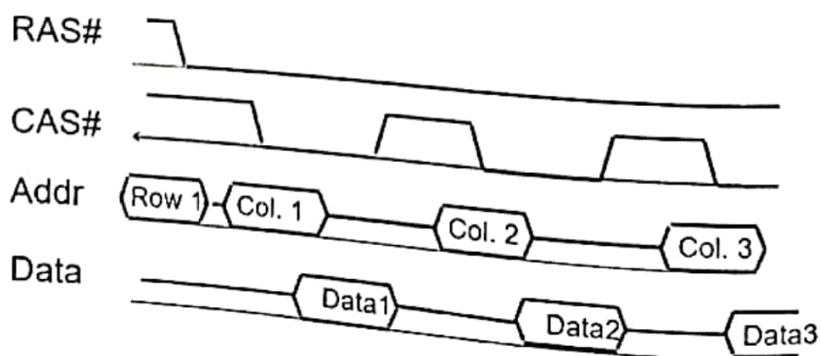 RAS#
CAS#
Addr Row 1 Col. 1 Col. 2 Col. 3
Data Data1 Data2 Data3